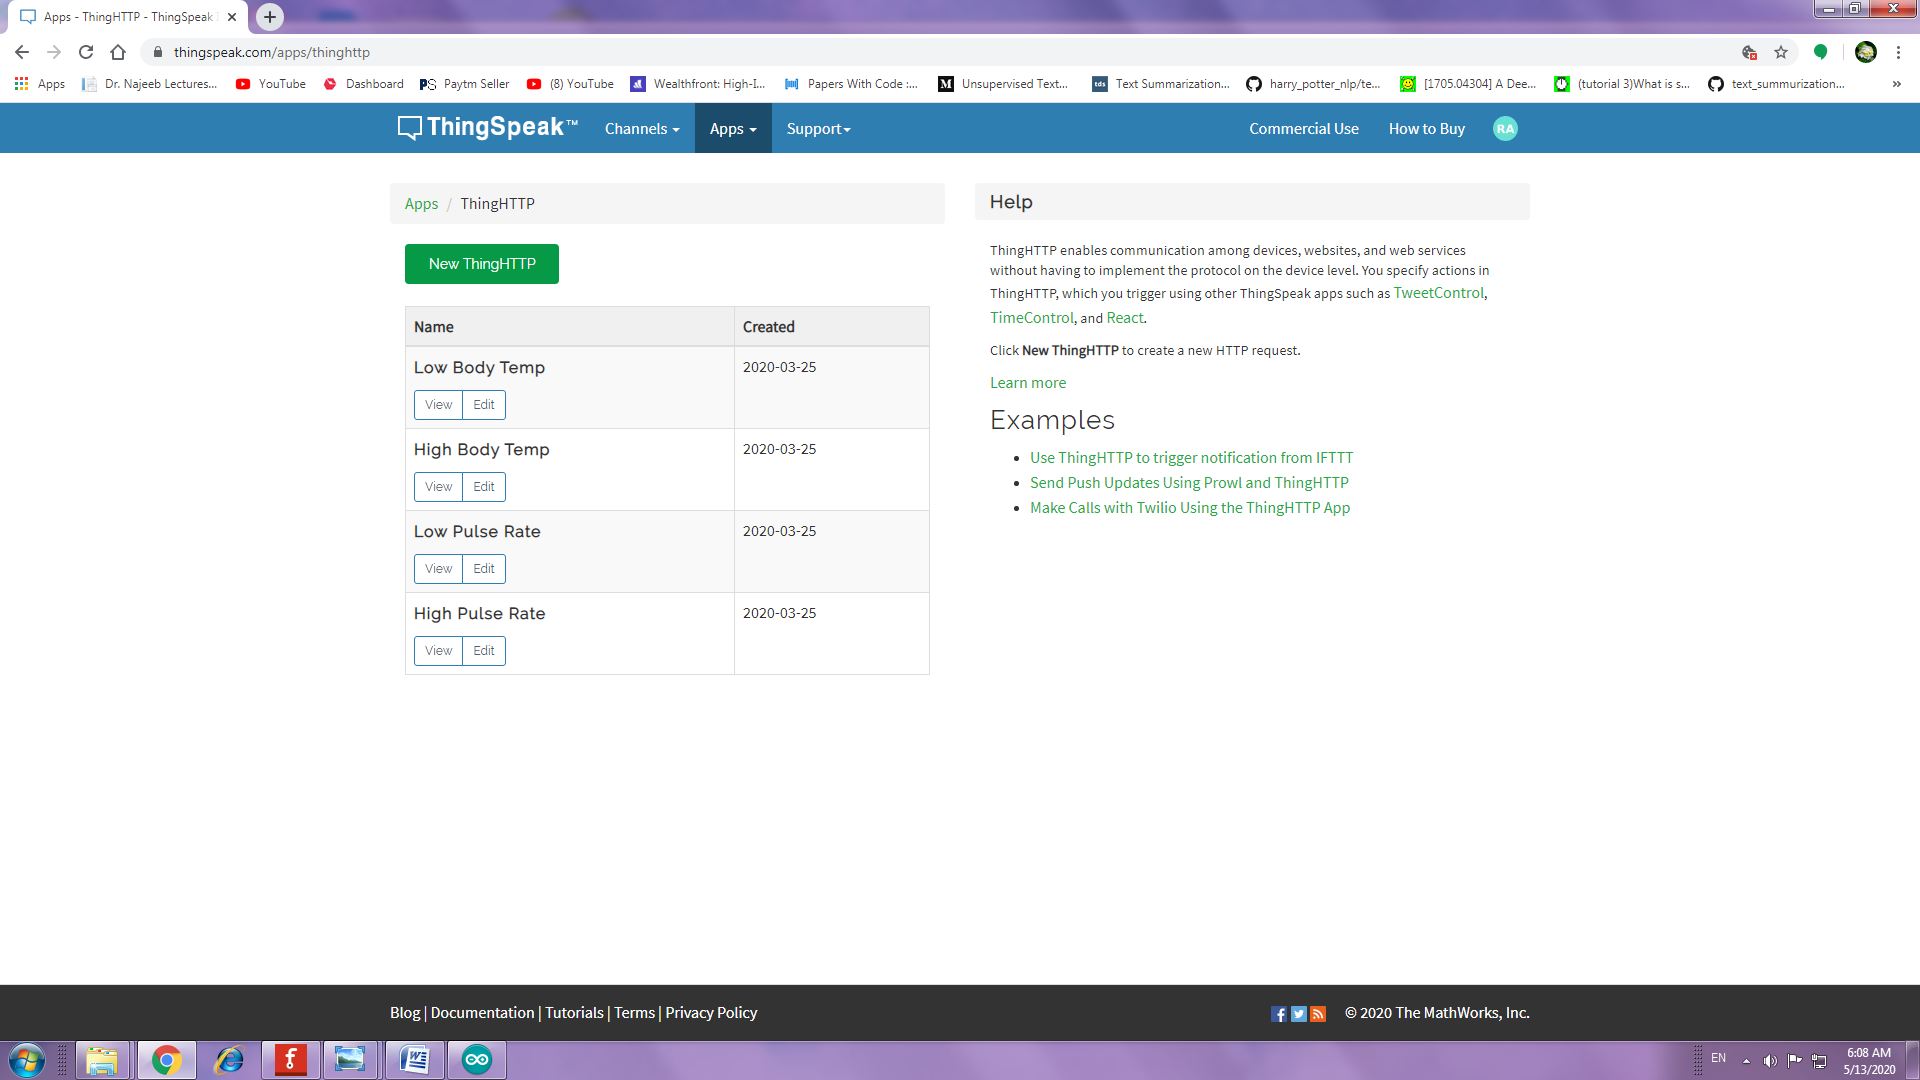 Apps - ThingHTTP - ThingSpeak
thingspeak.com/apps/thinghttp
Apps Dr. Najeeb Lectures... YouTube Dashboard PS Paytm Seller (8) YouTube Wealthfront: High-I... Papers With Code :... M Unsupervised Text... tds Text Summarization... harry_potter_nlp/te... [1705.04304] A Dee... (tutorial 3)What is s... text_summurization... »
ThingSpeak™ Channels Apps Support Commercial Use How to Buy RA
Apps / ThingHTTP
New ThingHTTP
Name Created
Low Body Temp 2020-03-25
View Edit
High Body Temp 2020-03-25
View Edit
Low Pulse Rate 2020-03-25
View Edit
High Pulse Rate 2020-03-25
View Edit
Help
ThingHTTP enables communication among devices, websites, and web services
without having to implement the protocol on the device level. You specify actions in
ThingHTTP, which you trigger using other ThingSpeak apps such as TweetControl,
TimeControl, and React.
Click New ThingHTTP to create a new HTTP request.
Learn more
Examples
• Use ThingHTTP to trigger notification from IFTTT
• Send Push Updates Using Prowl and ThingHTTP
• Make Calls with Twilio Using the ThingHTTP App
Blog | Documentation | Tutorials | Terms | Privacy Policy
© 2020 The MathWorks, Inc.
EN
6:08 AM
5/13/2020